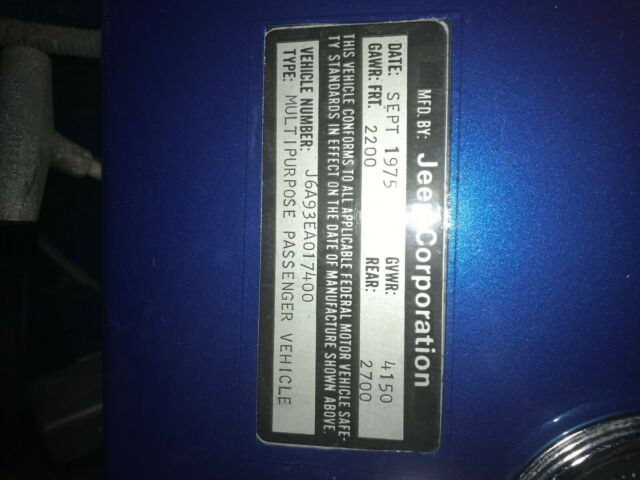 MFD. BY: Jeep Corporation
DATE: SEPT 1975 GVWR: 4150
GAWR: FRT. 2200 REAR: 2700
THIS VEHICLE CONFORMS TO ALL APPLICABLE FEDERAL MOTOR VEHICLE SAFE-
TY STANDARDS IN EFFECT ON THE DATE OF MANUFACTURE SHOWN ABOVE.
VEHICLE NUMBER: J6A93EA017400
TYPE: MULTIPURPOSE PASSENGER VEHICLE